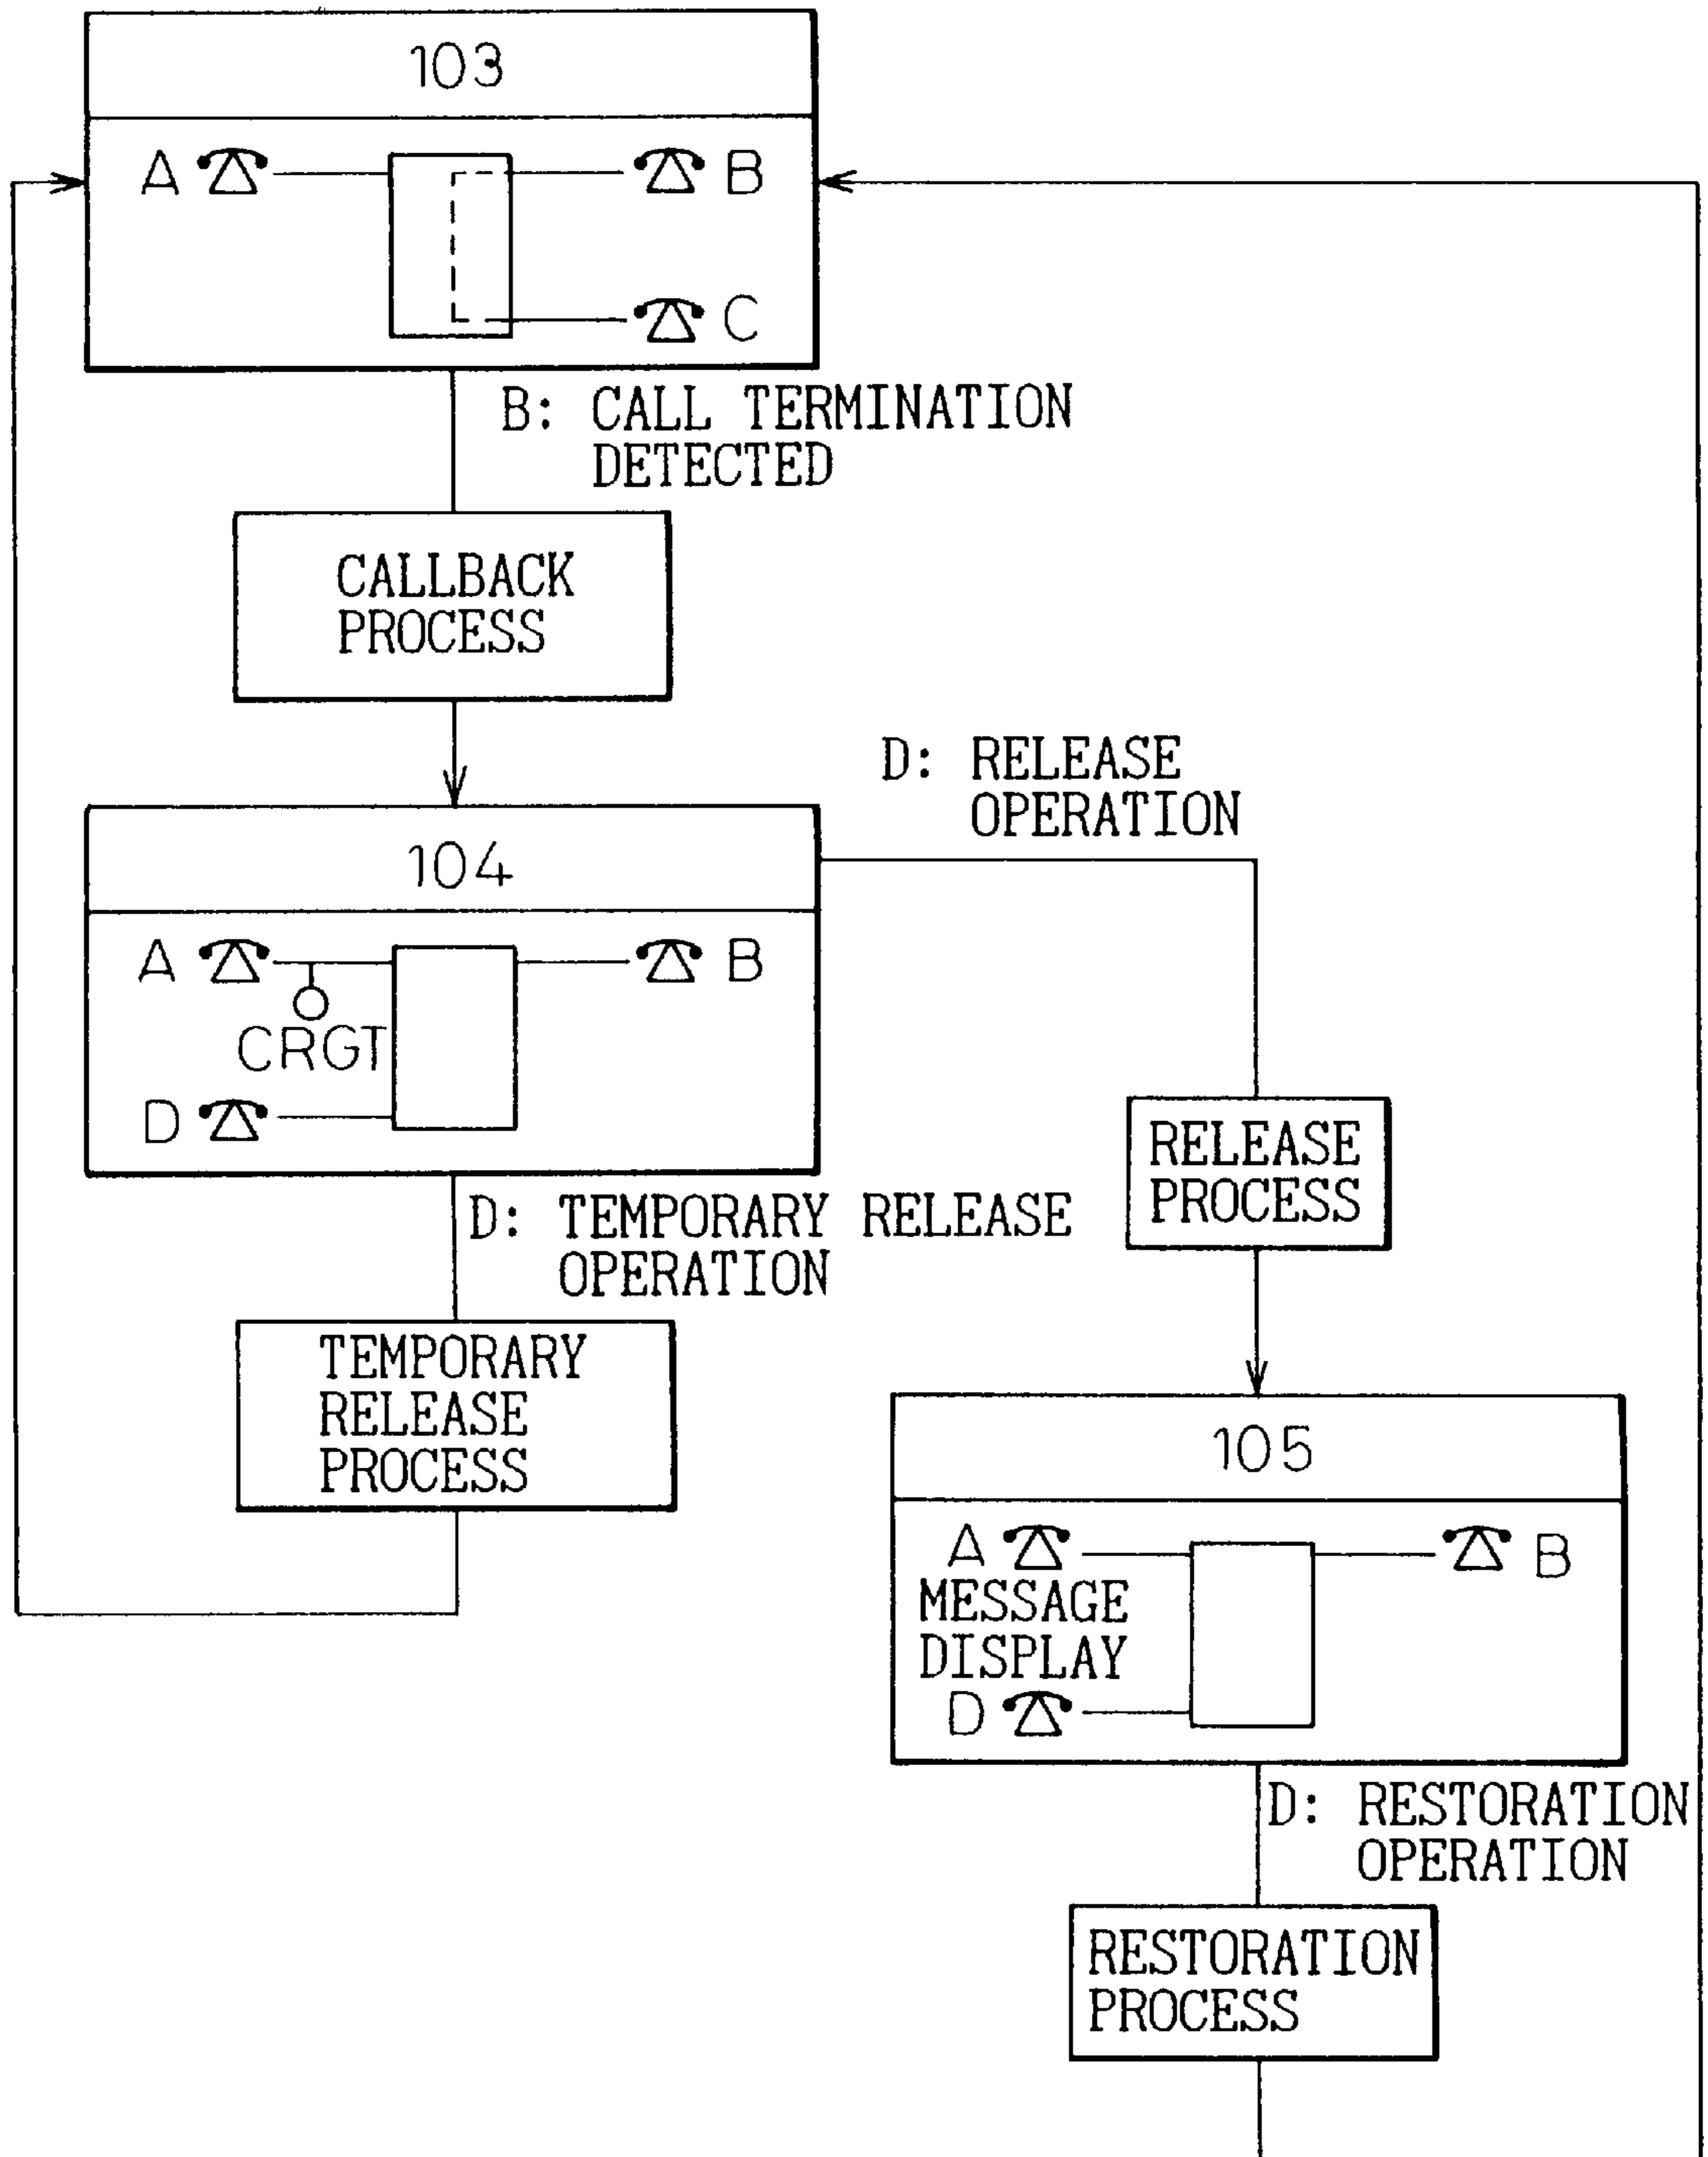 103
A
B
C
B: CALL TERMINATION
DETECTED
CALLBACK
PROCESS
D: RELEASE
OPERATION
104
A
B
CRGT
D
RELEASE
PROCESS
D: TEMPORARY RELEASE
OPERATION
TEMPORARY
RELEASE
PROCESS
105
A
B
MESSAGE
DISPLAY
D
D: RESTORATION
OPERATION
RESTORATION
PROCESS